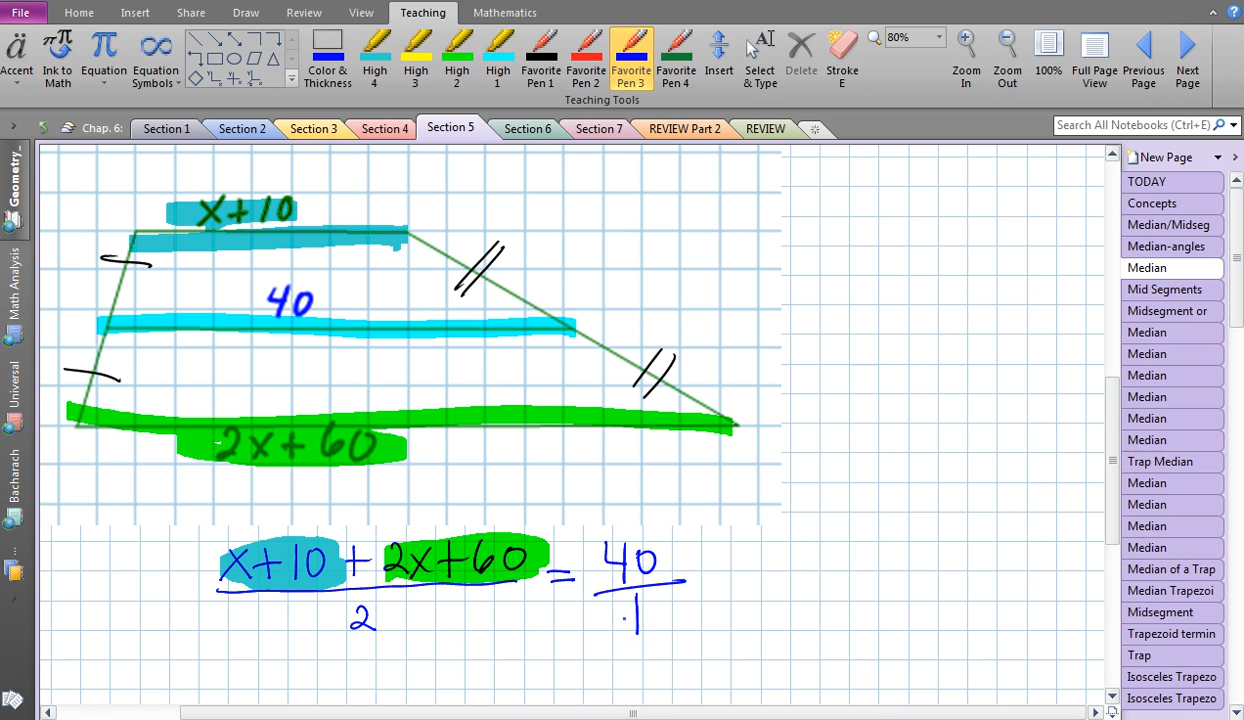 File Home Insert Share Draw Review View Teaching Mathematics
ä Accent
Ink to Math
π Equation
∞ Equation Symbols
Color & Thickness
High 4
High 3
High 2
High 1
Favorite Pen 1
Favorite Pen 2
Favorite Pen 3
Favorite Pen 4
Insert
Select & Type
Delete
Stroke E
80%
Zoom In
Zoom Out
100%
Full Page View
Previous Page
Next Page
Teaching Tools
Chap. 6: Section 1 Section 2 Section 3 Section 4 Section 5 Section 6 Section 7 REVIEW Part 2 REVIEW
Search All Notebooks (Ctrl+E)
Geometry_
Math Analysis
Universal
Bacharach
x+10
40
2x+60
x+10 + 2x+60 = 40
2 1
New Page
TODAY
Concepts
Median/Midseg
Median-angles
Median
Mid Segments
Midsegment or
Median
Median
Median
Median
Median
Median
Trap Median
Median
Median
Median
Median
Median of a Trap
Median Trapezoi
Midsegment
Trapezoid termin
Trap
Isosceles Trapezo
Isosceles Trapezo